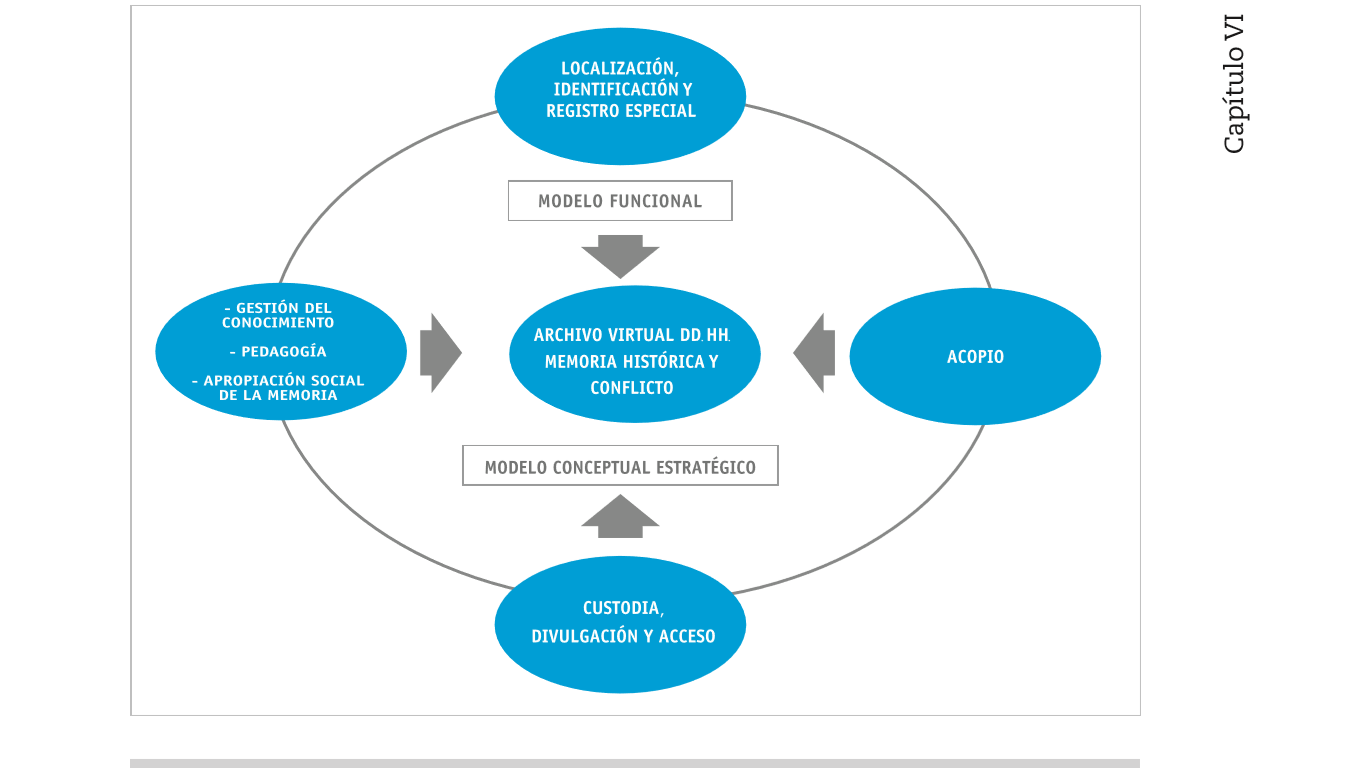 LOCALIZACIÓN,
IDENTIFICACIÓN Y
REGISTRO ESPECIAL
MODELO FUNCIONAL
- GESTIÓN DEL
CONOCIMIENTO
- PEDAGOGÍA
- APROPIACIÓN SOCIAL
DE LA MEMORIA
ARCHIVO VIRTUAL DD. HH.
MEMORIA HISTÓRICA Y
CONFLICTO
ACOPIO
MODELO CONCEPTUAL ESTRATÉGICO
CUSTODIA,
DIVULGACIÓN Y ACCESO
Capítulo VI